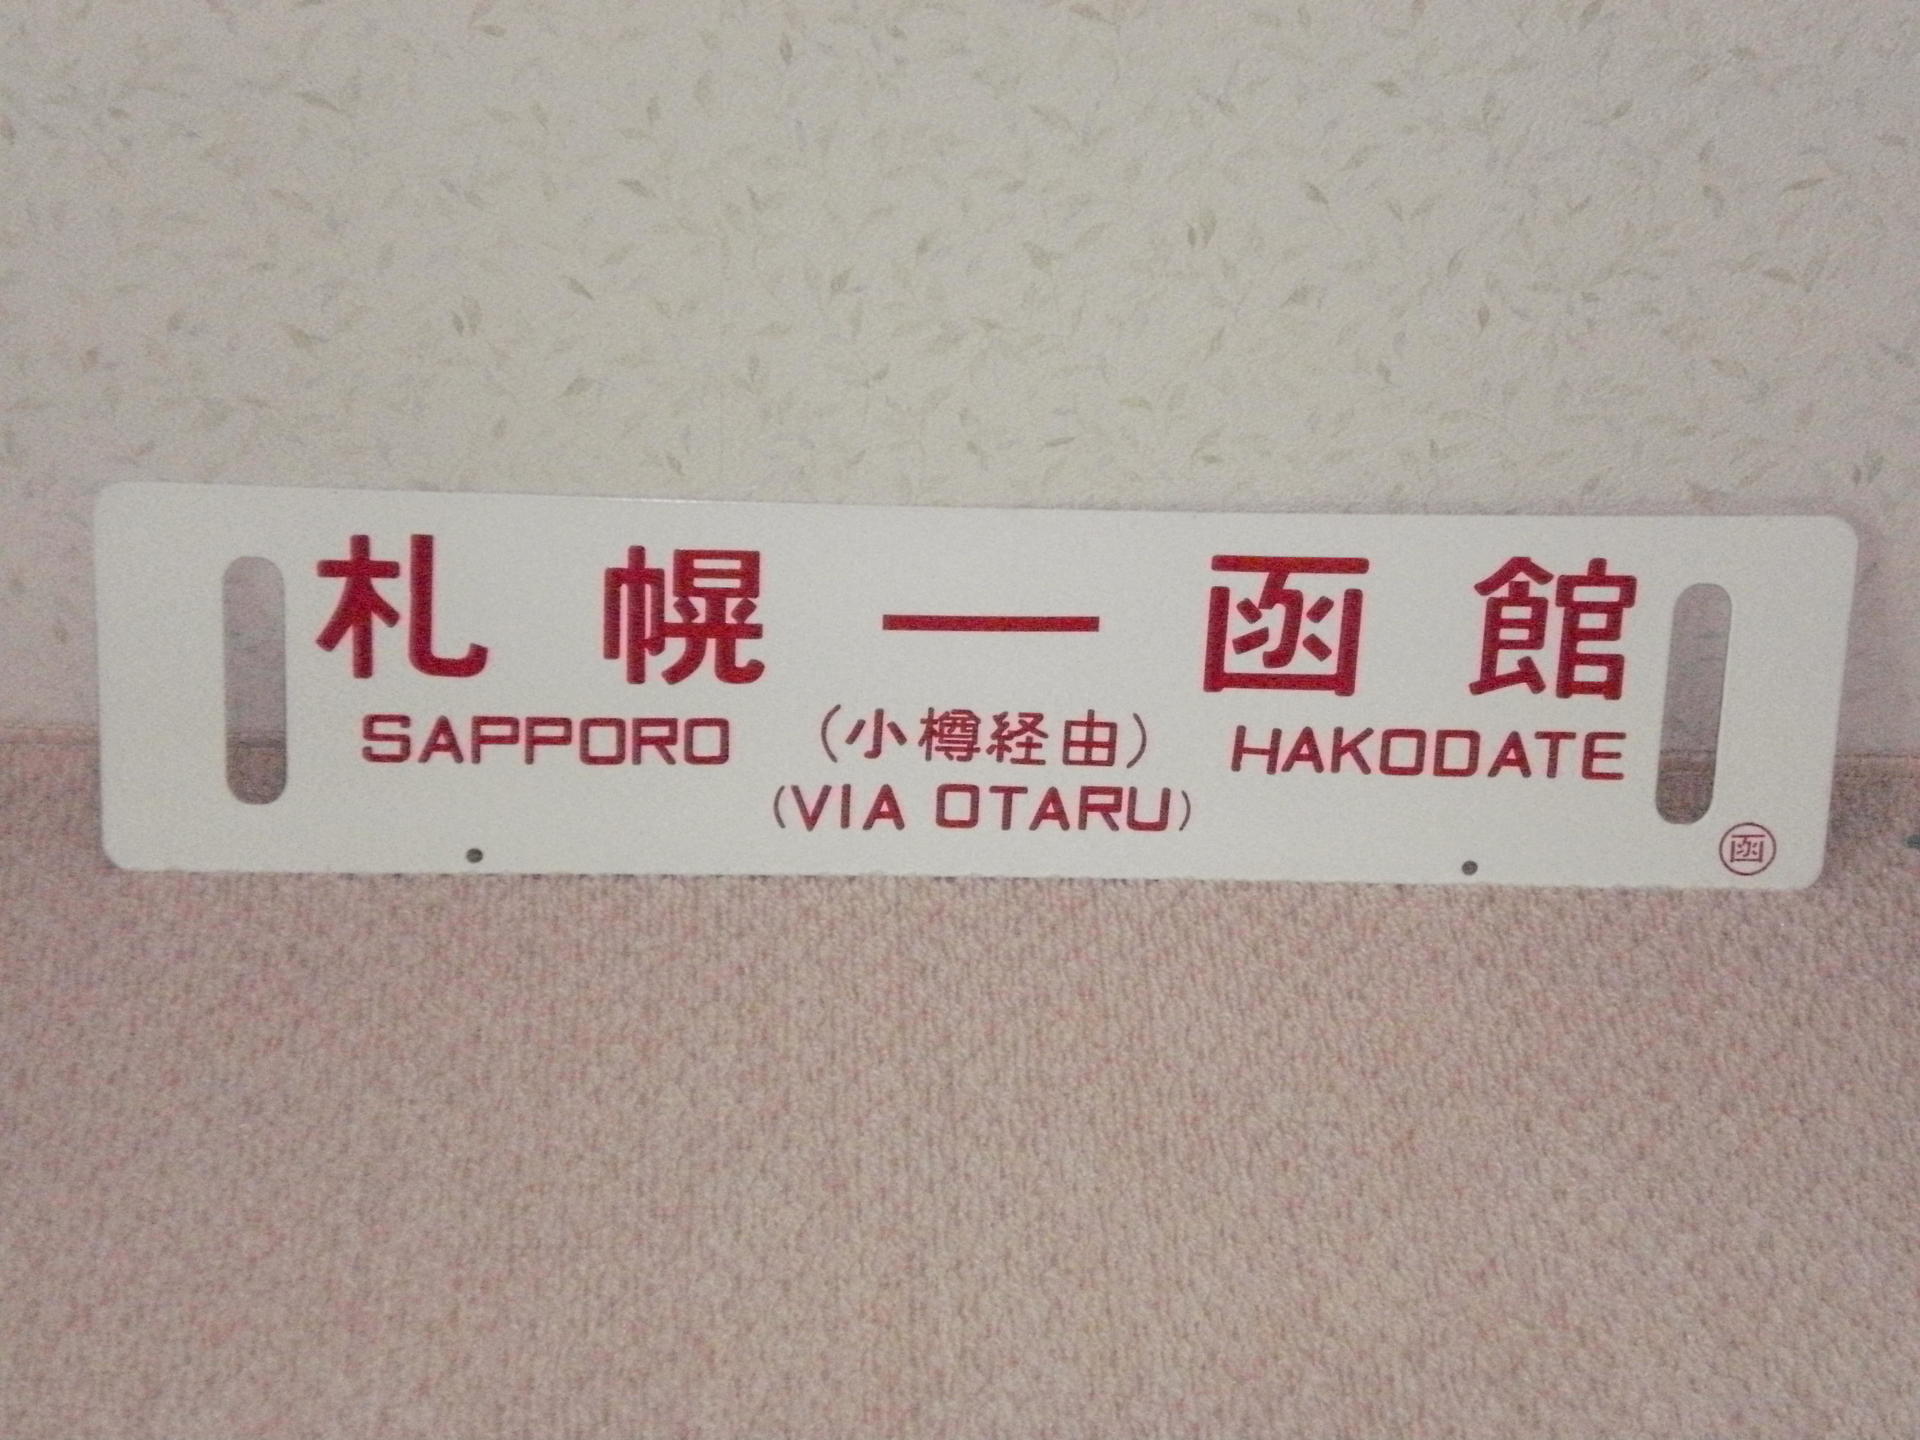 札幌 ― 函館
SAPPORO (小樽経由) HAKODATE
(VIA OTARU)
函